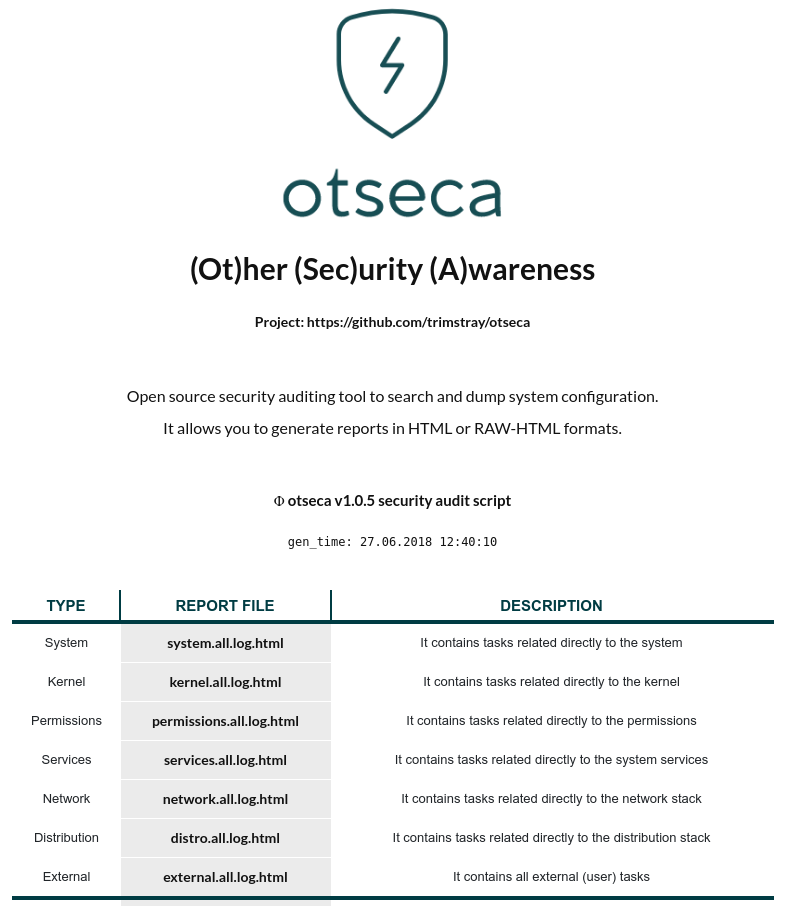 otseca
(Ot)her (Sec)urity (A)wareness
Project: https://github.com/trimstray/otseca
Open source security auditing tool to search and dump system configuration.
It allows you to generate reports in HTML or RAW-HTML formats.
Φ otseca v1.0.5 security audit script
gen_time: 27.06.2018 12:40:10
TYPE REPORT FILE DESCRIPTION
System system.all.log.html It contains tasks related directly to the system
Kernel kernel.all.log.html It contains tasks related directly to the kernel
Permissions permissions.all.log.html It contains tasks related directly to the permissions
Services services.all.log.html It contains tasks related directly to the system services
Network network.all.log.html It contains tasks related directly to the network stack
Distribution distro.all.log.html It contains tasks related directly to the distribution stack
External external.all.log.html It contains all external (user) tasks